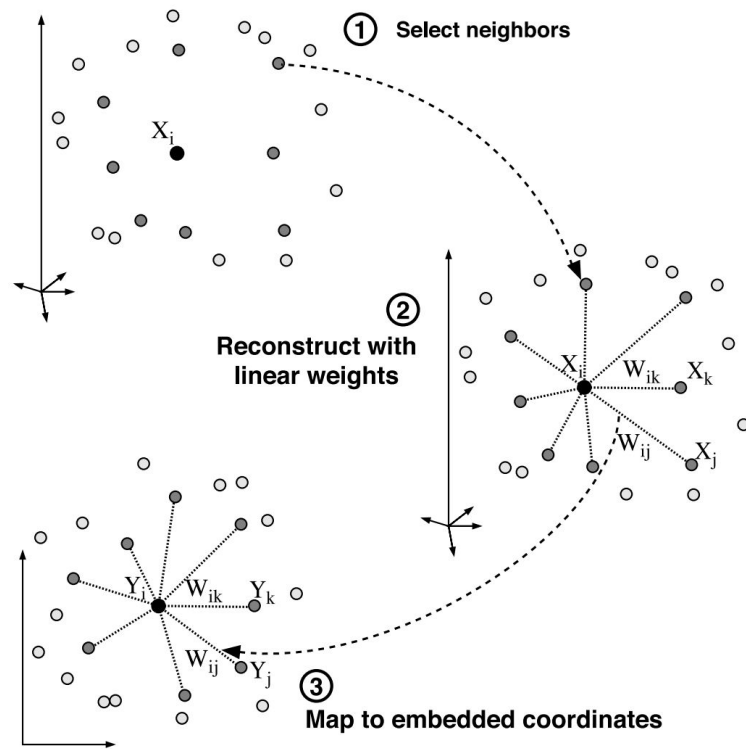 ① Select neighbors
X_i
②
Reconstruct with
linear weights
X_i
W_ik
X_k
W_ij
X_j
Y_i
W_ik
Y_k
W_ij
Y_j
③
Map to embedded coordinates